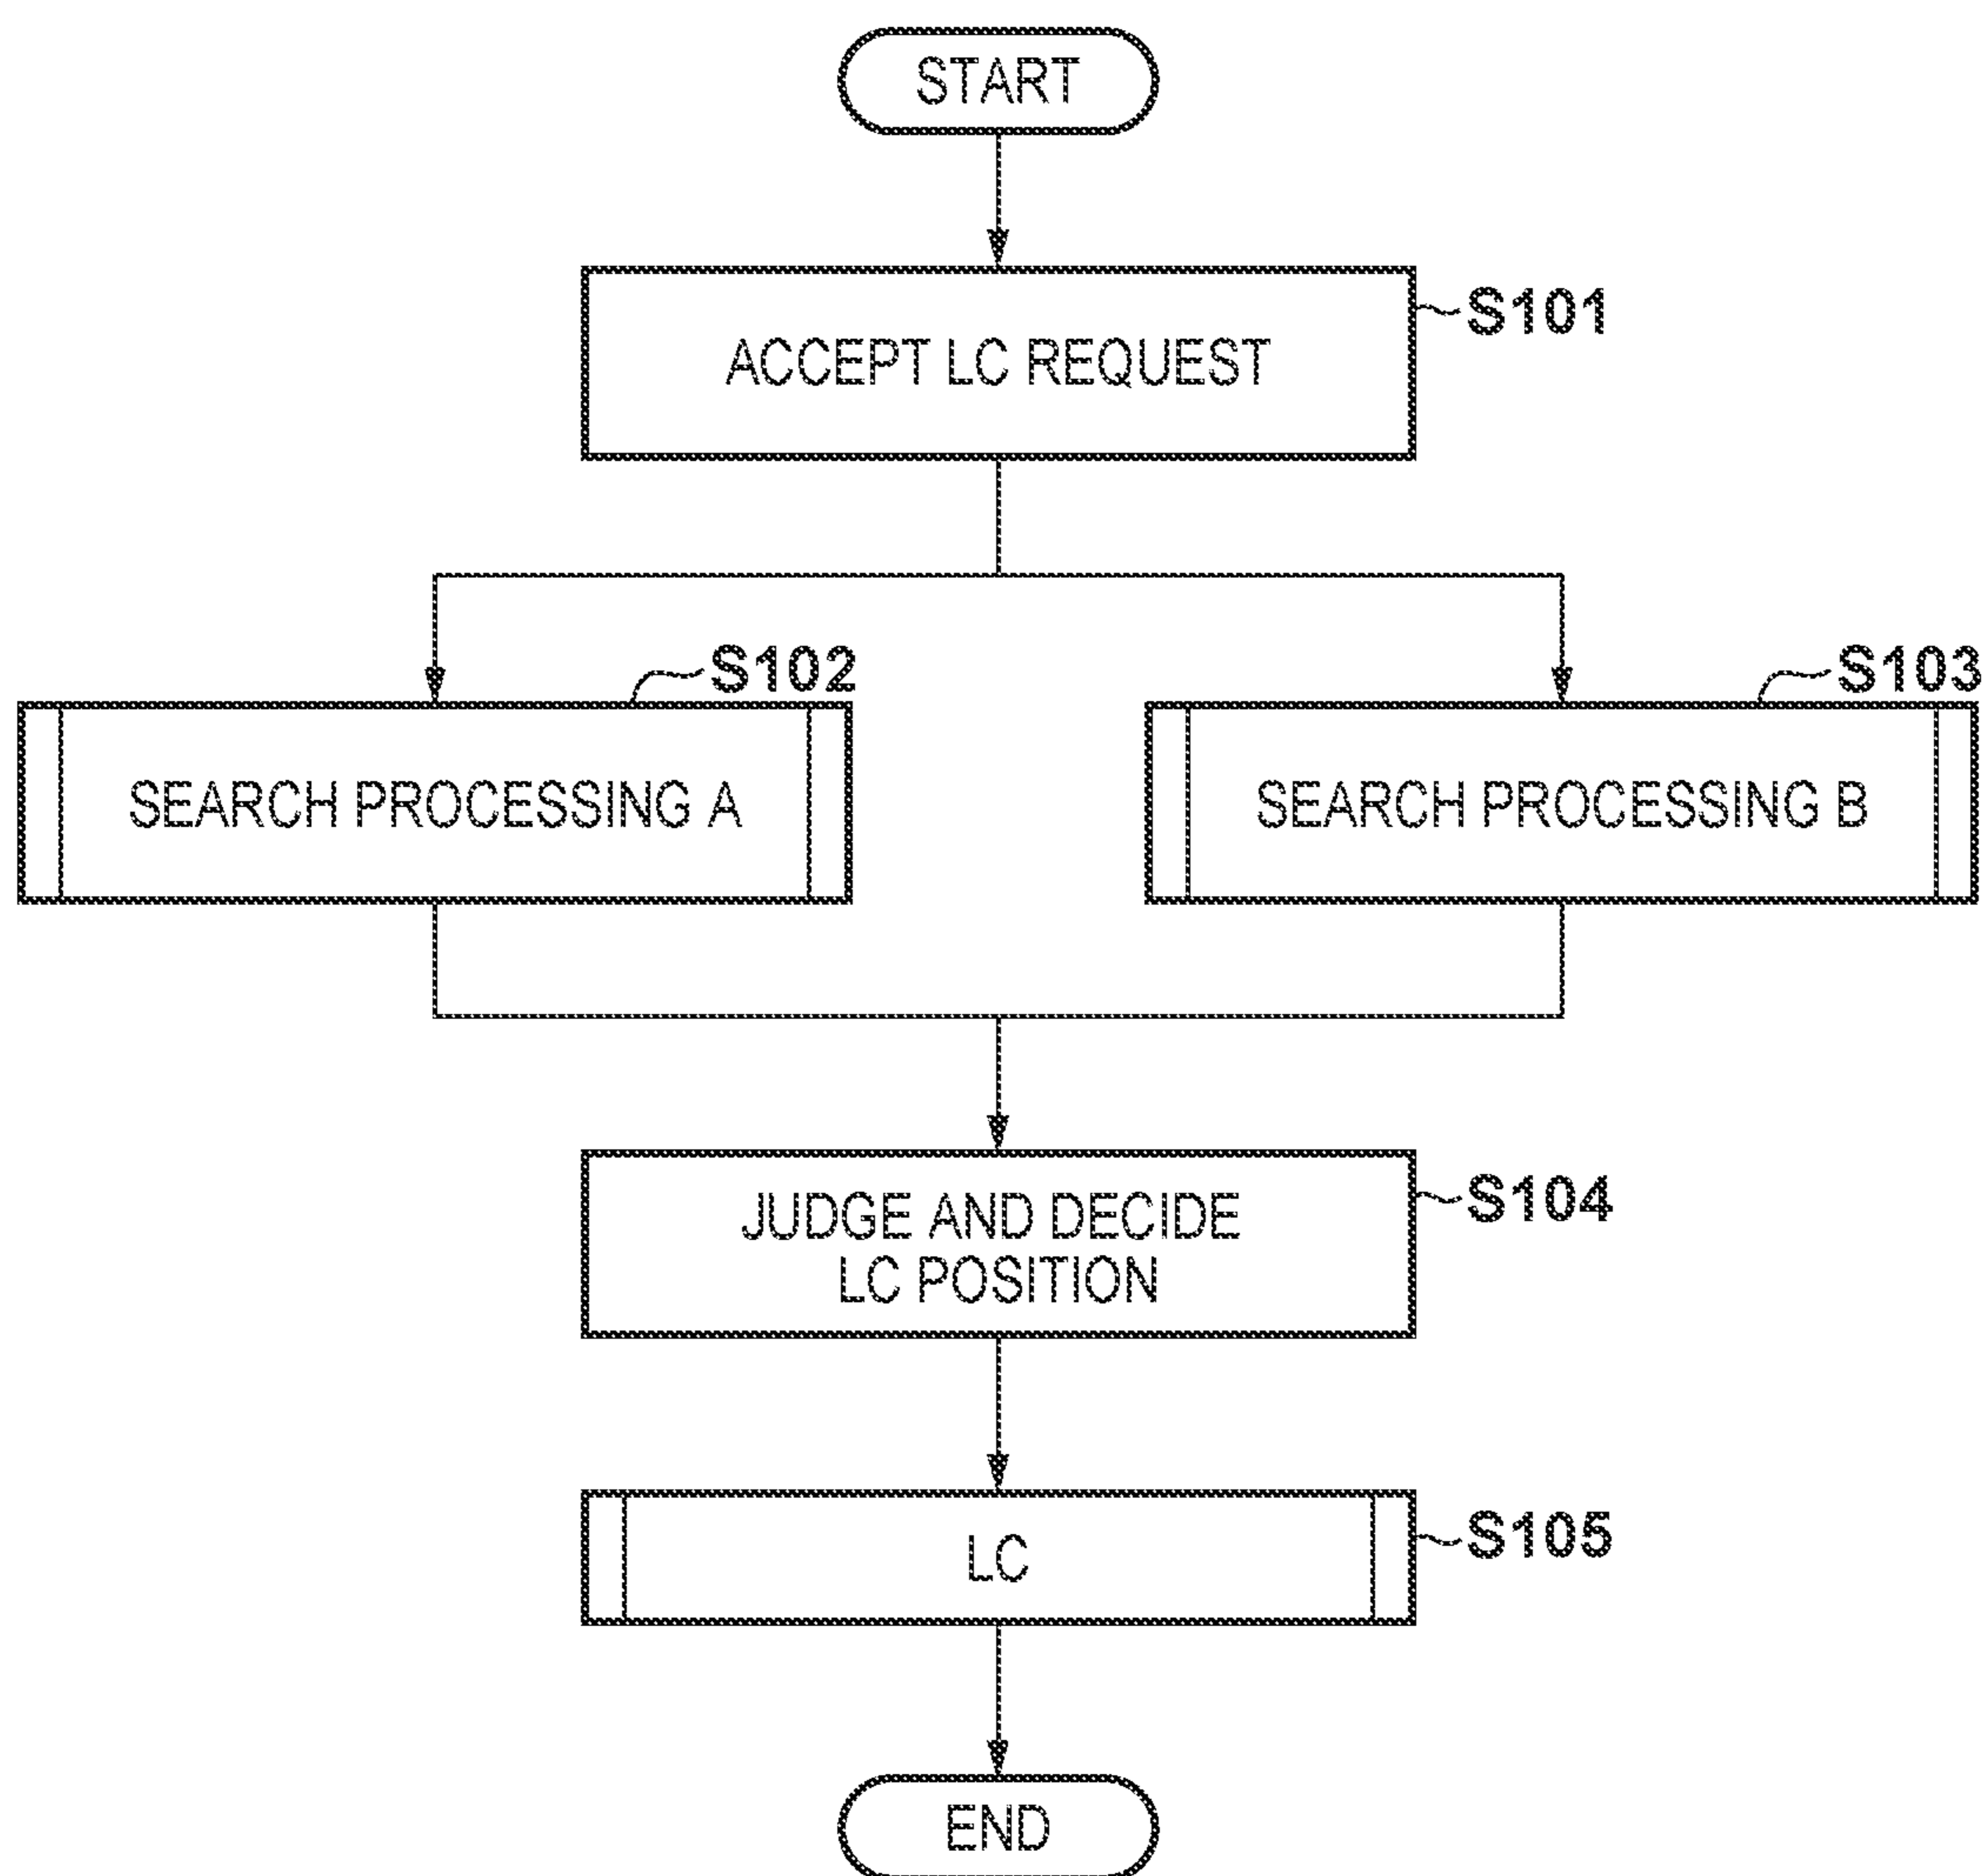 START
S101
ACCEPT LC REQUEST
S102
S103
SEARCH PROCESSING A
SEARCH PROCESSING B
JUDGE AND DECIDE
LC POSITION
S104
LC
S105
END